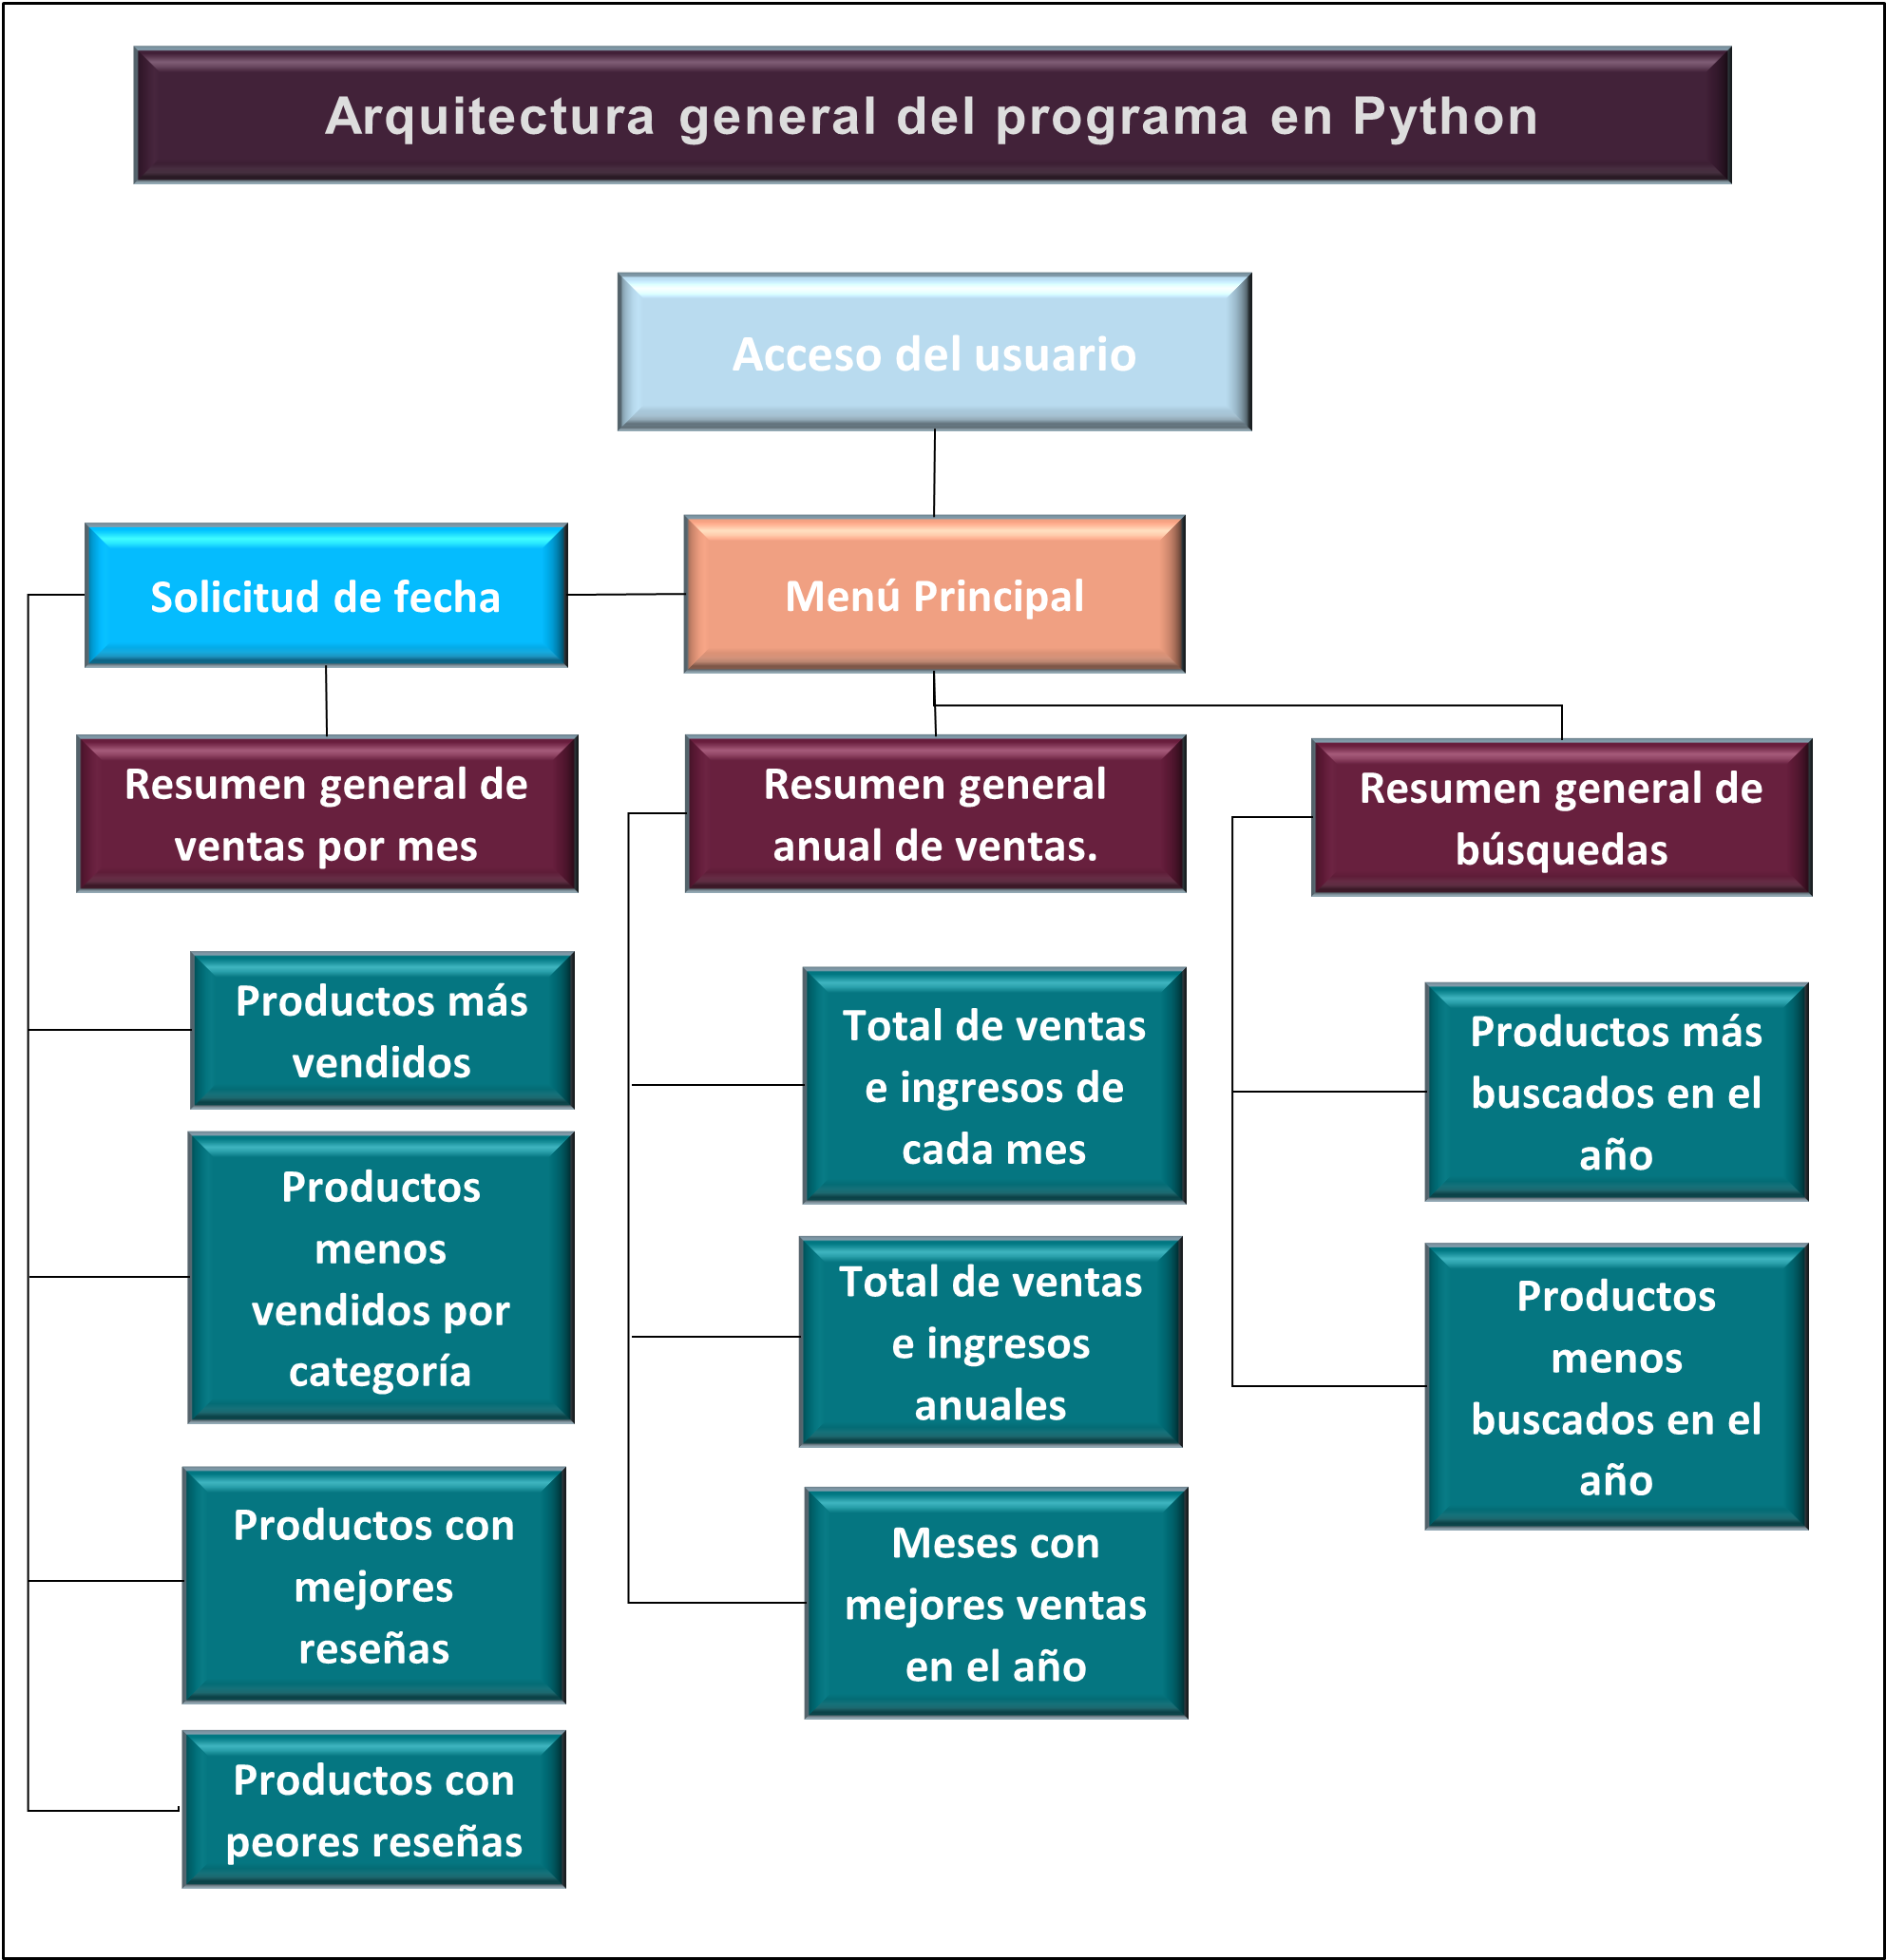 Arquitectura general del programa en Python
Acceso del usuario
Solicitud de fecha
Menú Principal
Resumen general de
ventas por mes
Resumen general
anual de ventas.
Resumen general de
búsquedas
Productos más
vendidos
Productos
menos
vendidos por
categoría
Productos con
mejores
reseñas
Productos con
peores reseñas
Total de ventas
e ingresos de
cada mes
Total de ventas
e ingresos
anuales
Meses con
mejores ventas
en el año
Productos más
buscados en el
año
Productos
menos
buscados en el
año